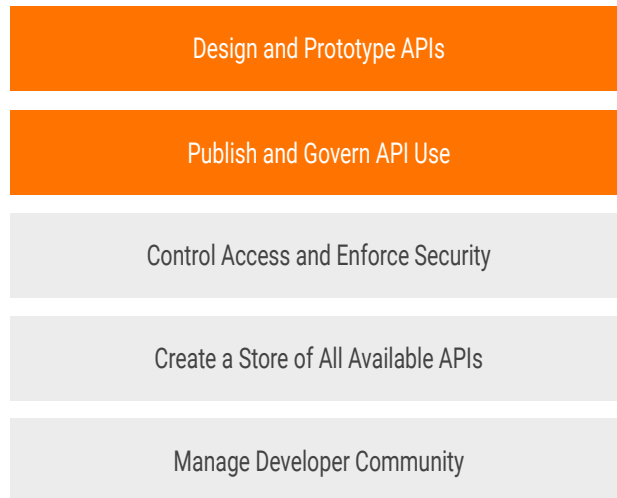 Design and Prototype APIs
Publish and Govern API Use
Control Access and Enforce Security
Create a Store of All Available APIs
Manage Developer Community